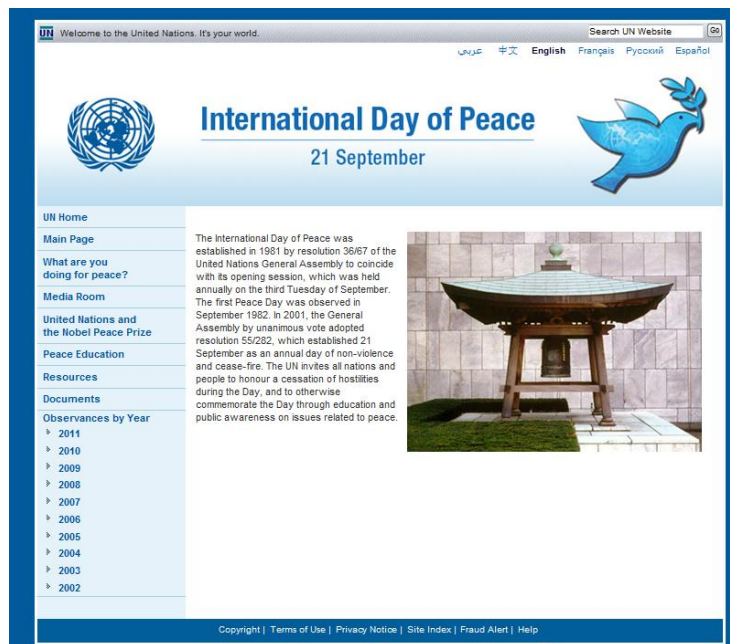 UN Welcome to the United Nations. It's your world.
Search UN Website
Go
عربي 中文 English Français Русский Español
International Day of Peace
21 September
UN Home
Main Page
What are you
doing for peace?
Media Room
United Nations and
the Nobel Peace Prize
Peace Education
Resources
Documents
Observances by Year
2011
2010
2009
2008
2007
2006
2005
2004
2003
2002
The International Day of Peace was
established in 1981 by resolution 36/67 of the
United Nations General Assembly to coincide
with its opening session, which was held
annually on the third Tuesday of September.
The first Peace Day was observed in
September 1982. In 2001, the General
Assembly by unanimous vote adopted
resolution 55/282, which established 21
September as an annual day of non-violence
and cease-fire. The UN invites all nations and
people to honour a cessation of hostilities
during the Day, and to otherwise
commemorate the Day through education and
public awareness on issues related to peace.
Copyright | Terms of Use | Privacy Notice | Site Index | Fraud Alert | Help